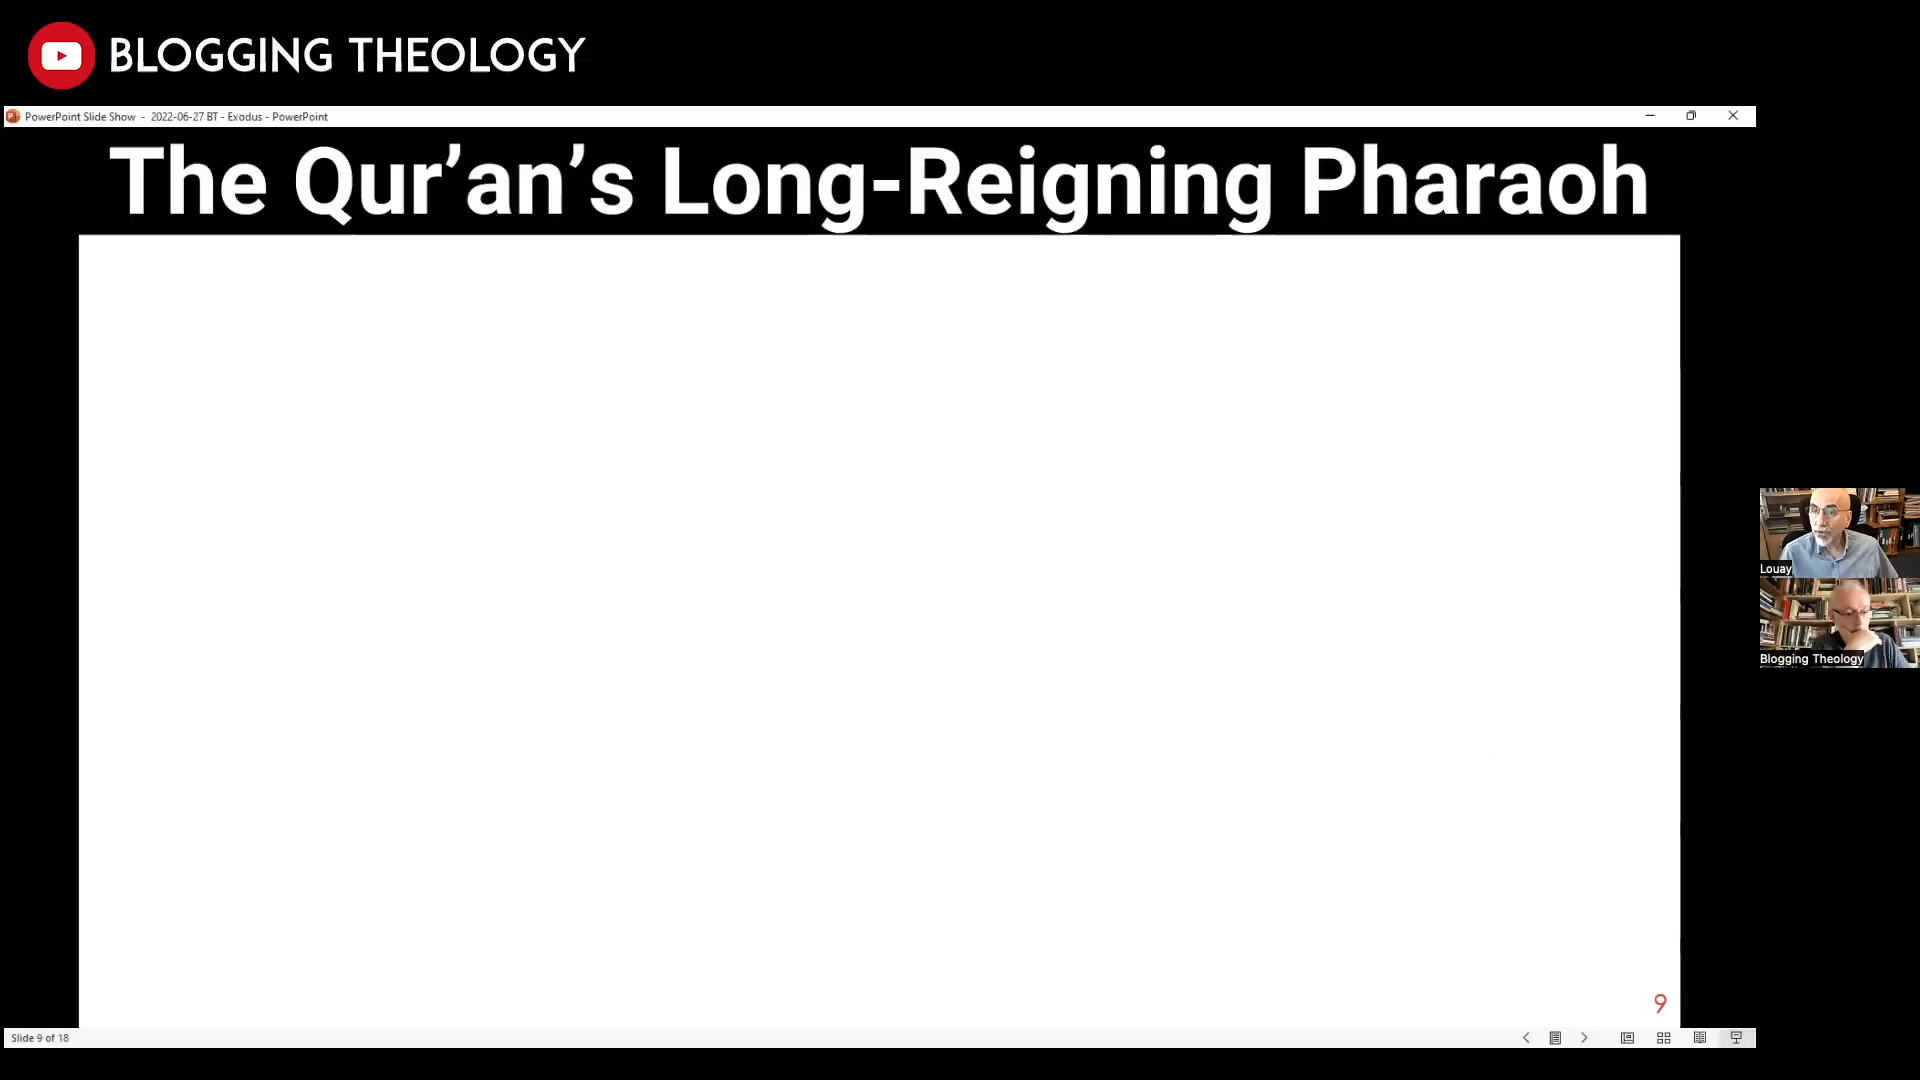 BLOGGING THEOLOGY
PowerPoint Slide Show - 2022-06-27 BT - Exodus - PowerPoint
The Qur’an’s Long-Reigning Pharaoh
Louay
Blogging Theology
9
Slide 9 of 18